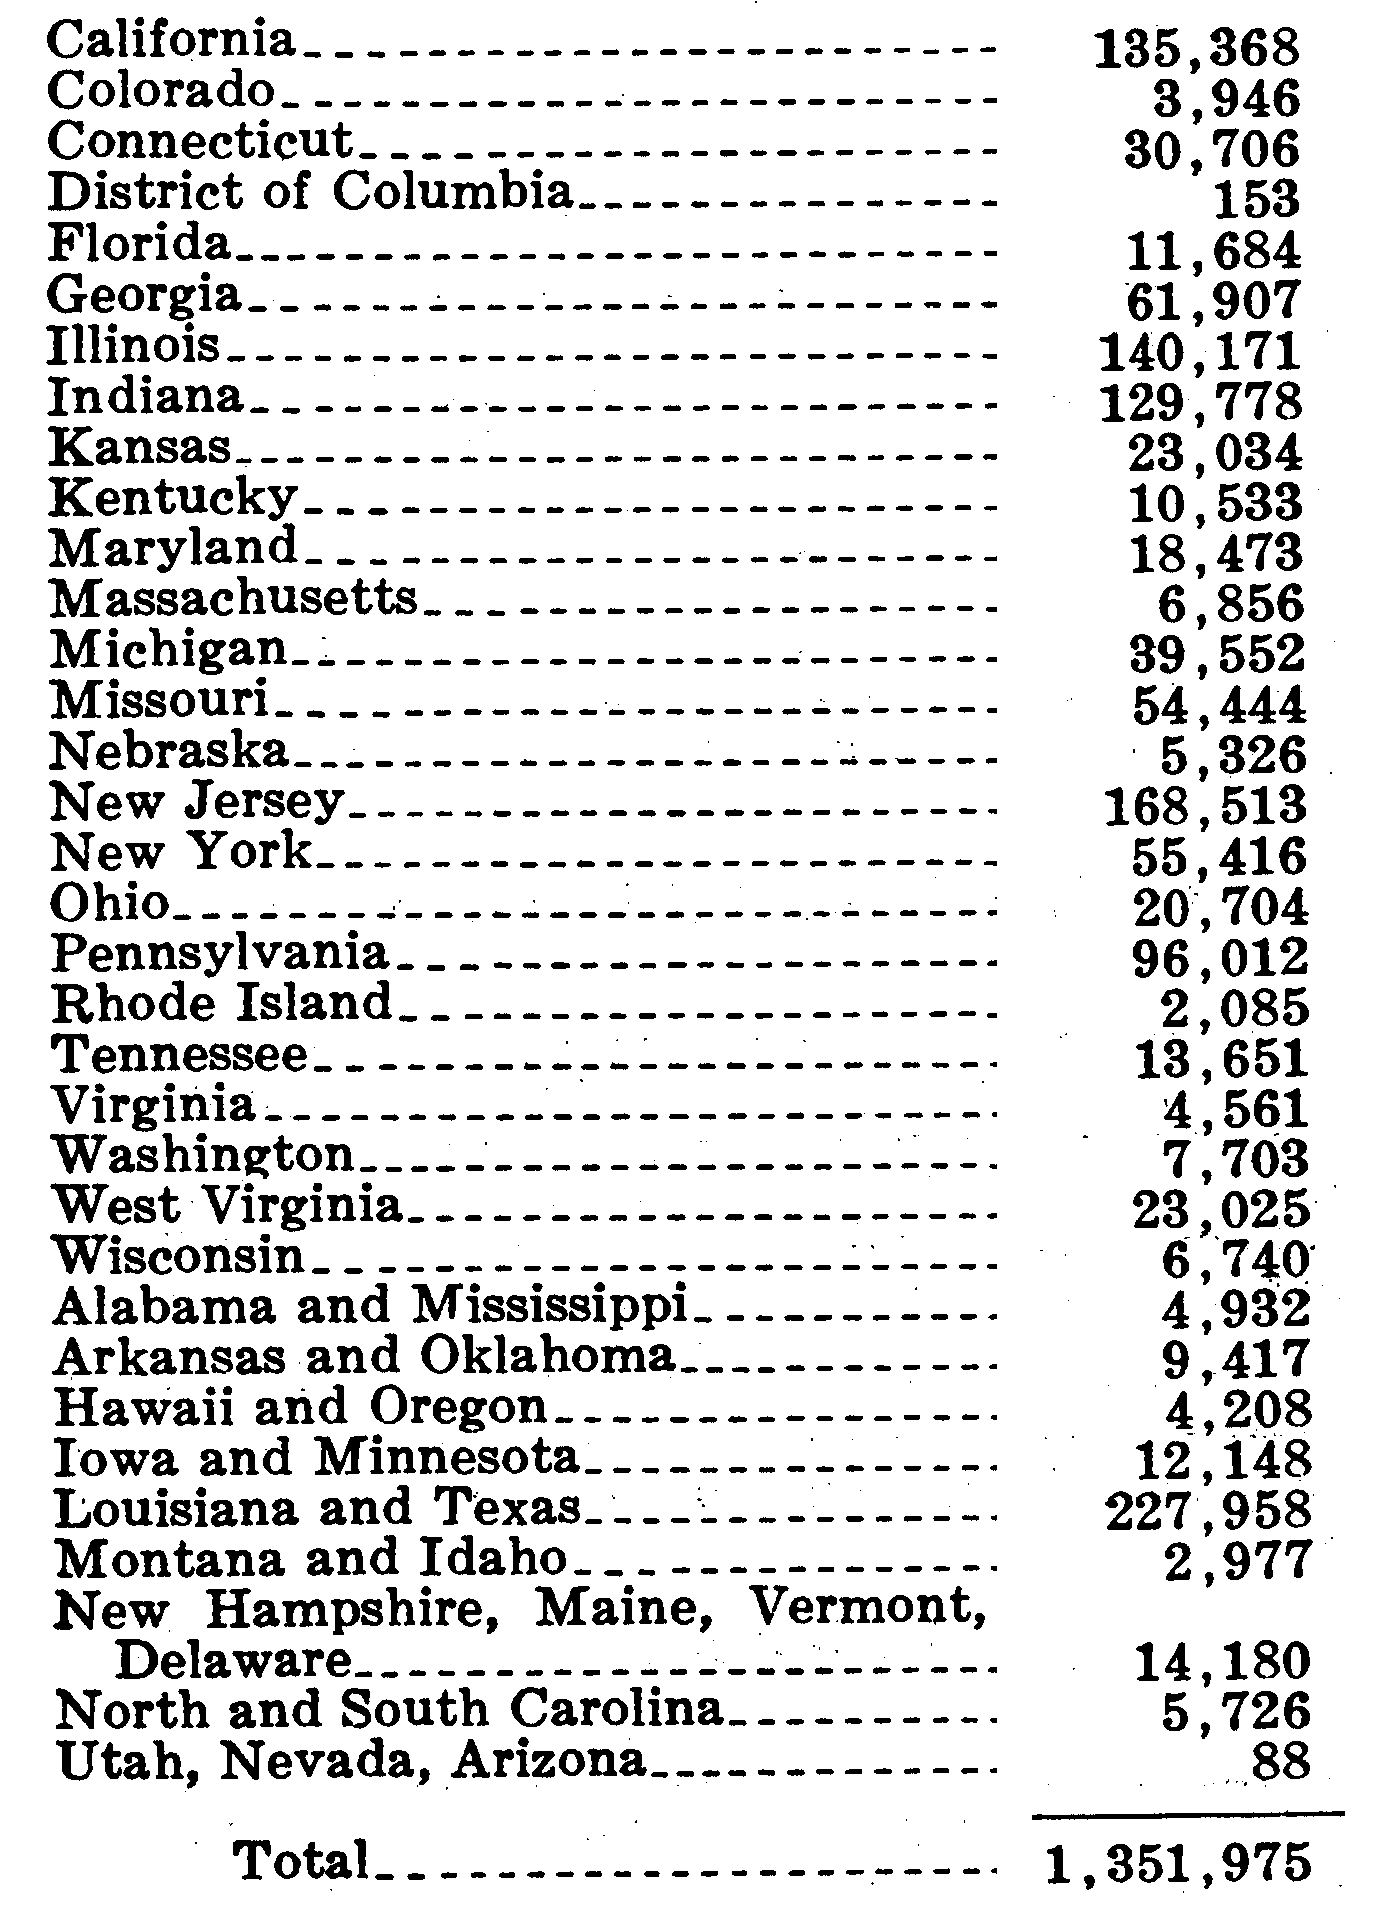 California 135,368
Colorado 3,946
Connecticut 30,706
District of Columbia 153
Florida 11,684
Georgia 61,907
Illinois 140,171
Indiana 129,778
Kansas 23,034
Kentucky 10,533
Maryland 18,473
Massachusetts 6,856
Michigan 39,552
Missouri 54,444
Nebraska 5,326
New Jersey 168,513
New York 55,416
Ohio 20,704
Pennsylvania 96,012
Rhode Island 2,085
Tennessee 13,651
Virginia 4,561
Washington 7,703
West Virginia 23,025
Wisconsin 6,740
Alabama and Mississippi 4,932
Arkansas and Oklahoma 9,417
Hawaii and Oregon 4,208
Iowa and Minnesota 12,148
Louisiana and Texas 227,958
Montana and Idaho 2,977
New Hampshire, Maine, Vermont,
Delaware 14,180
North and South Carolina 5,726
Utah, Nevada, Arizona 88
Total 1,351,975